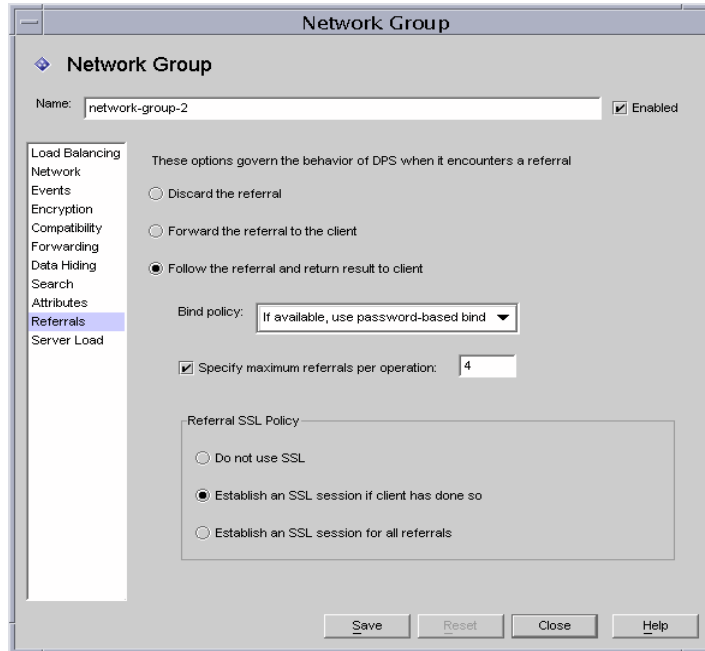 Network Group
Network Group
Name: network-group-2 Enabled
Load Balancing
Network
Events
Encryption
Compatibility
Forwarding
Data Hiding
Search
Attributes
Referrals
Server Load
These options govern the behavior of DPS when it encounters a referral
Discard the referral
Forward the referral to the client
Follow the referral and return result to client
Bind policy: If available, use password-based bind
Specify maximum referrals per operation: 4
Referral SSL Policy
Do not use SSL
Establish an SSL session if client has done so
Establish an SSL session for all referrals
Save Reset Close Help